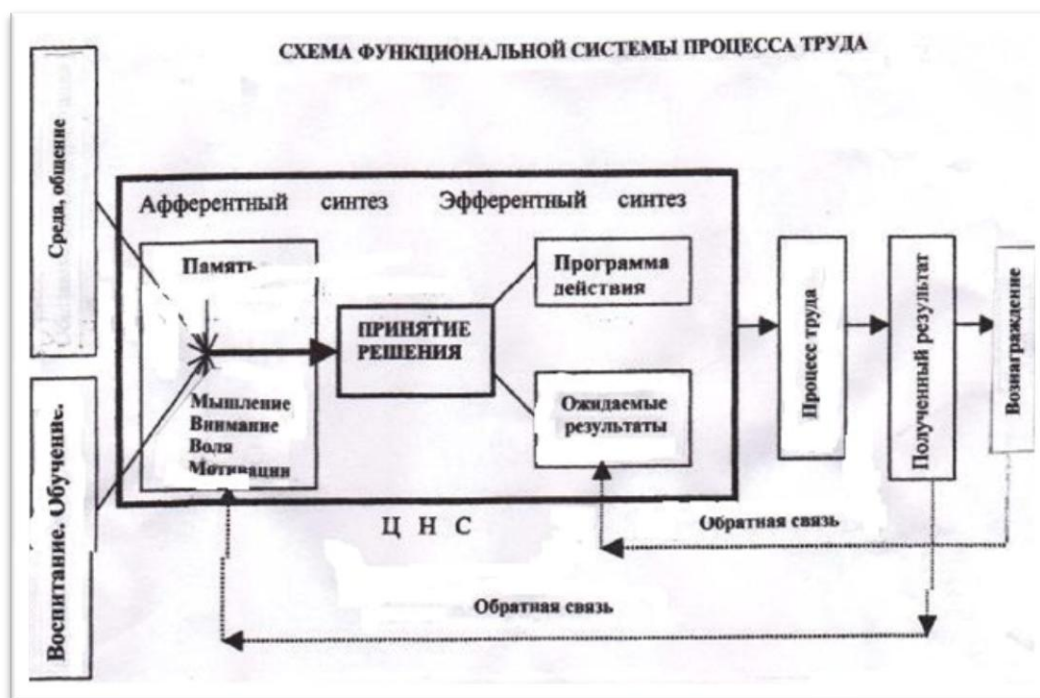 СХЕМА ФУНКЦИОНАЛЬНОЙ СИСТЕМЫ ПРОЦЕССА ТРУДА
Среда, общение
Воспитание. Обучение.
Афферентный синтез
Эфферентный синтез
Память
Мышление
Внимание
Воля
Мотивации
ПРИНЯТИЕ
РЕШЕНИЯ
Программа
действия
Ожидаемые
результаты
Процесс труда
Полученный результат
Вознаграждение
Ц Н С
Обратная связь
Обратная связь